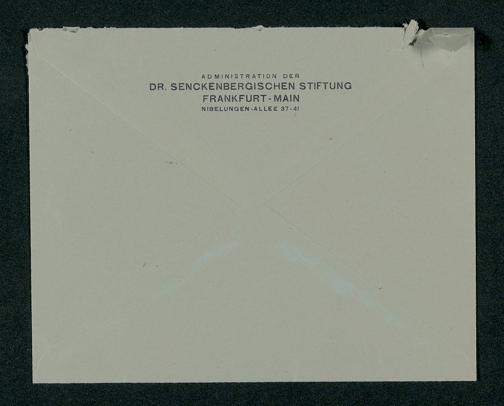 ADMINISTRATION DER
DR. SENCKENBERGISCHEN STIFTUNG
FRANKFURT-MAIN
NIBELUNGEN-ALLEE 37-41